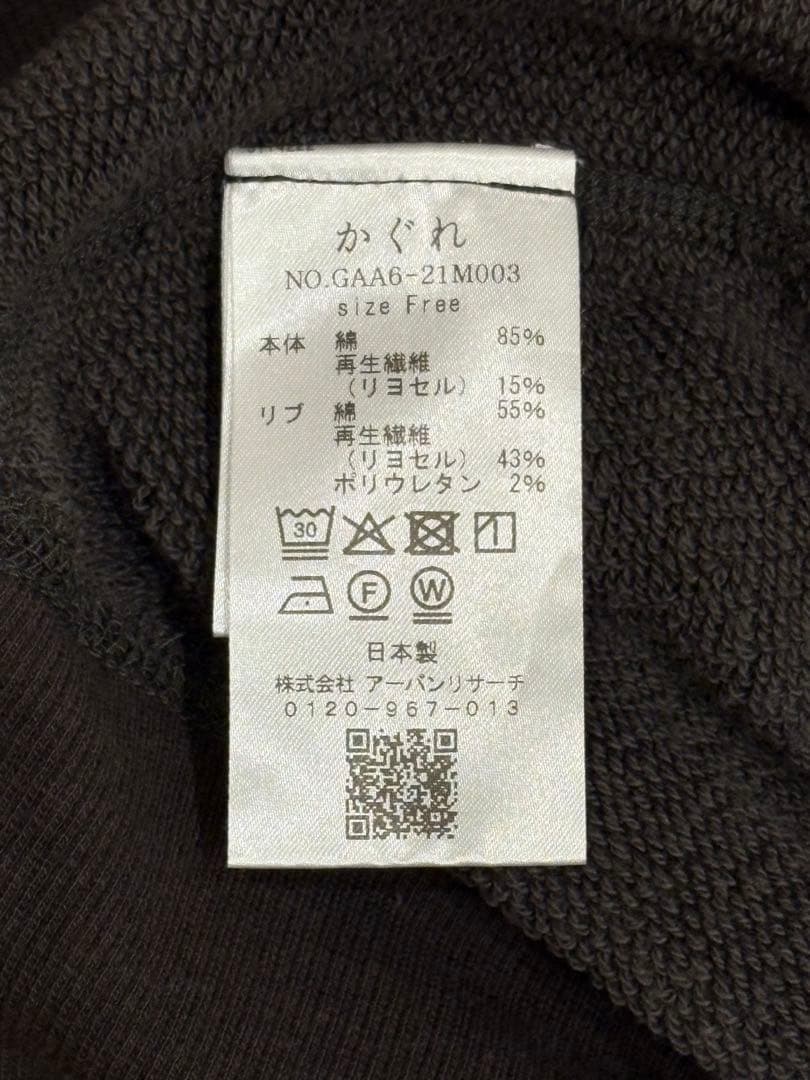 かぐれ
NO.GAA6-21M003
size Free
本体 綿 85%
再生繊維
(リヨセル) 15%
リブ 綿 55%
再生繊維
(リヨセル) 43%
ポリウレタン 2%
30
F W
日本製
株式会社 アーバンリサーチ
0120-967-013